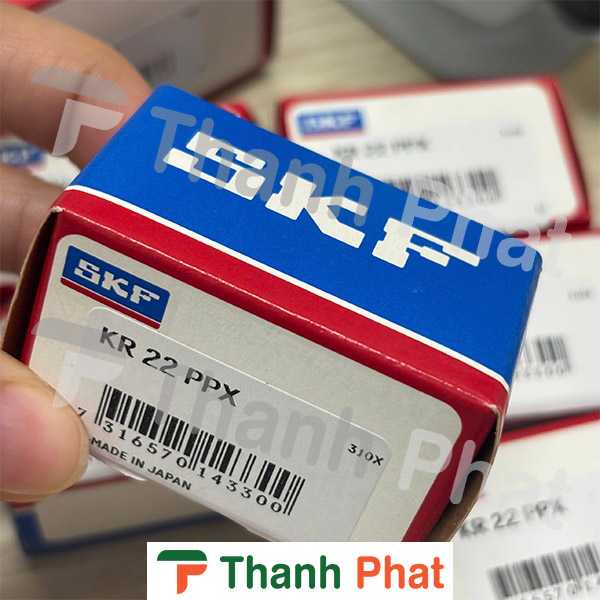 SKF
SKF
KR 22 PPX
3J0X
7 316570 143300
MADE IN JAPAN
SKF
KR 22 PPX
KR 22 PPX
Thanh Phat
Thanh Phat
Thanh Phat